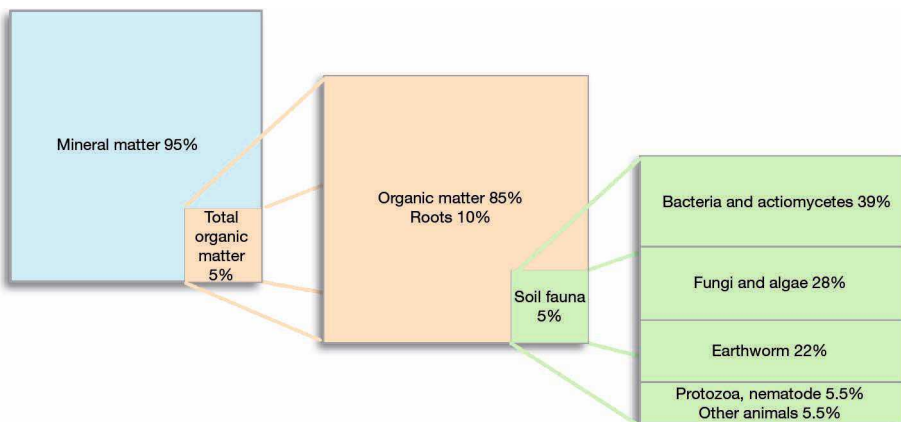 Mineral matter 95%
Total
organic
matter
5%
Organic matter 85%
Roots 10%
Soil fauna
5%
Bacteria and actiomycetes 39%
Fungi and algae 28%
Earthworm 22%
Protozoa, nematode 5.5%
Other animals 5.5%